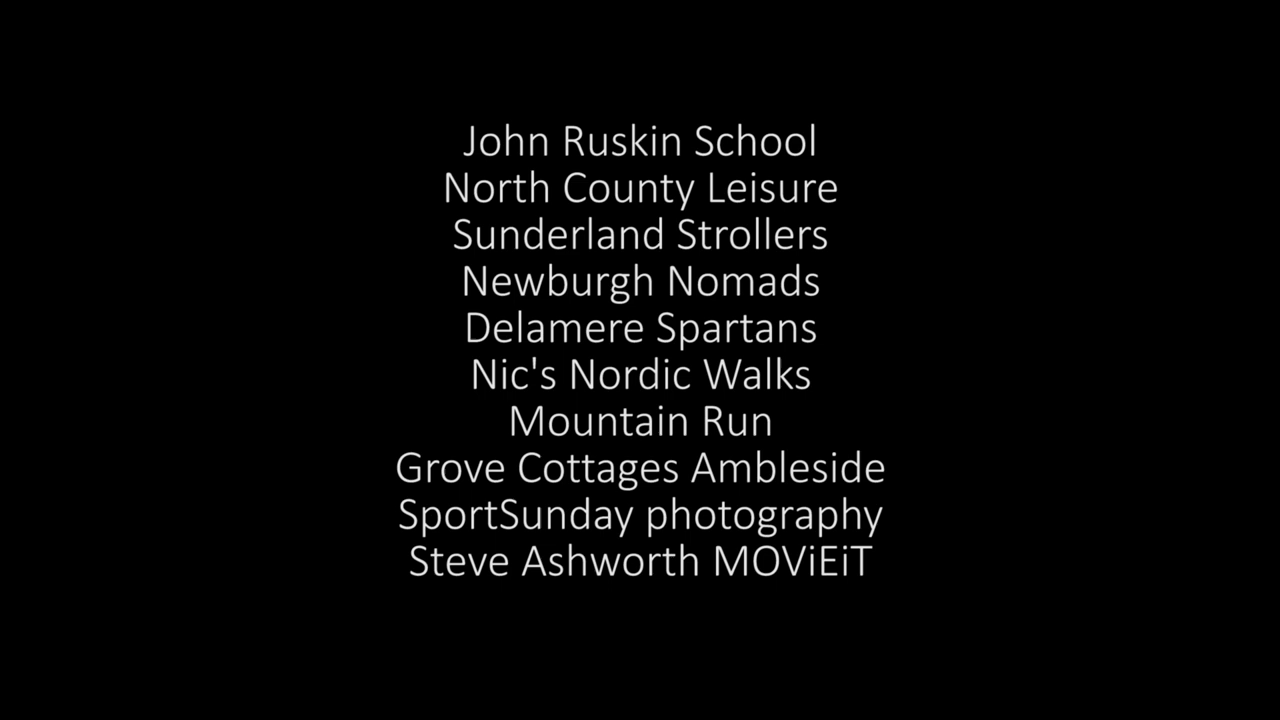 John Ruskin School
North County Leisure
Sunderland Strollers
Newburgh Nomads
Delamere Spartans
Nic's Nordic Walks
Mountain Run
Grove Cottages Ambleside
SportSunday photography
Steve Ashworth MOViEiT